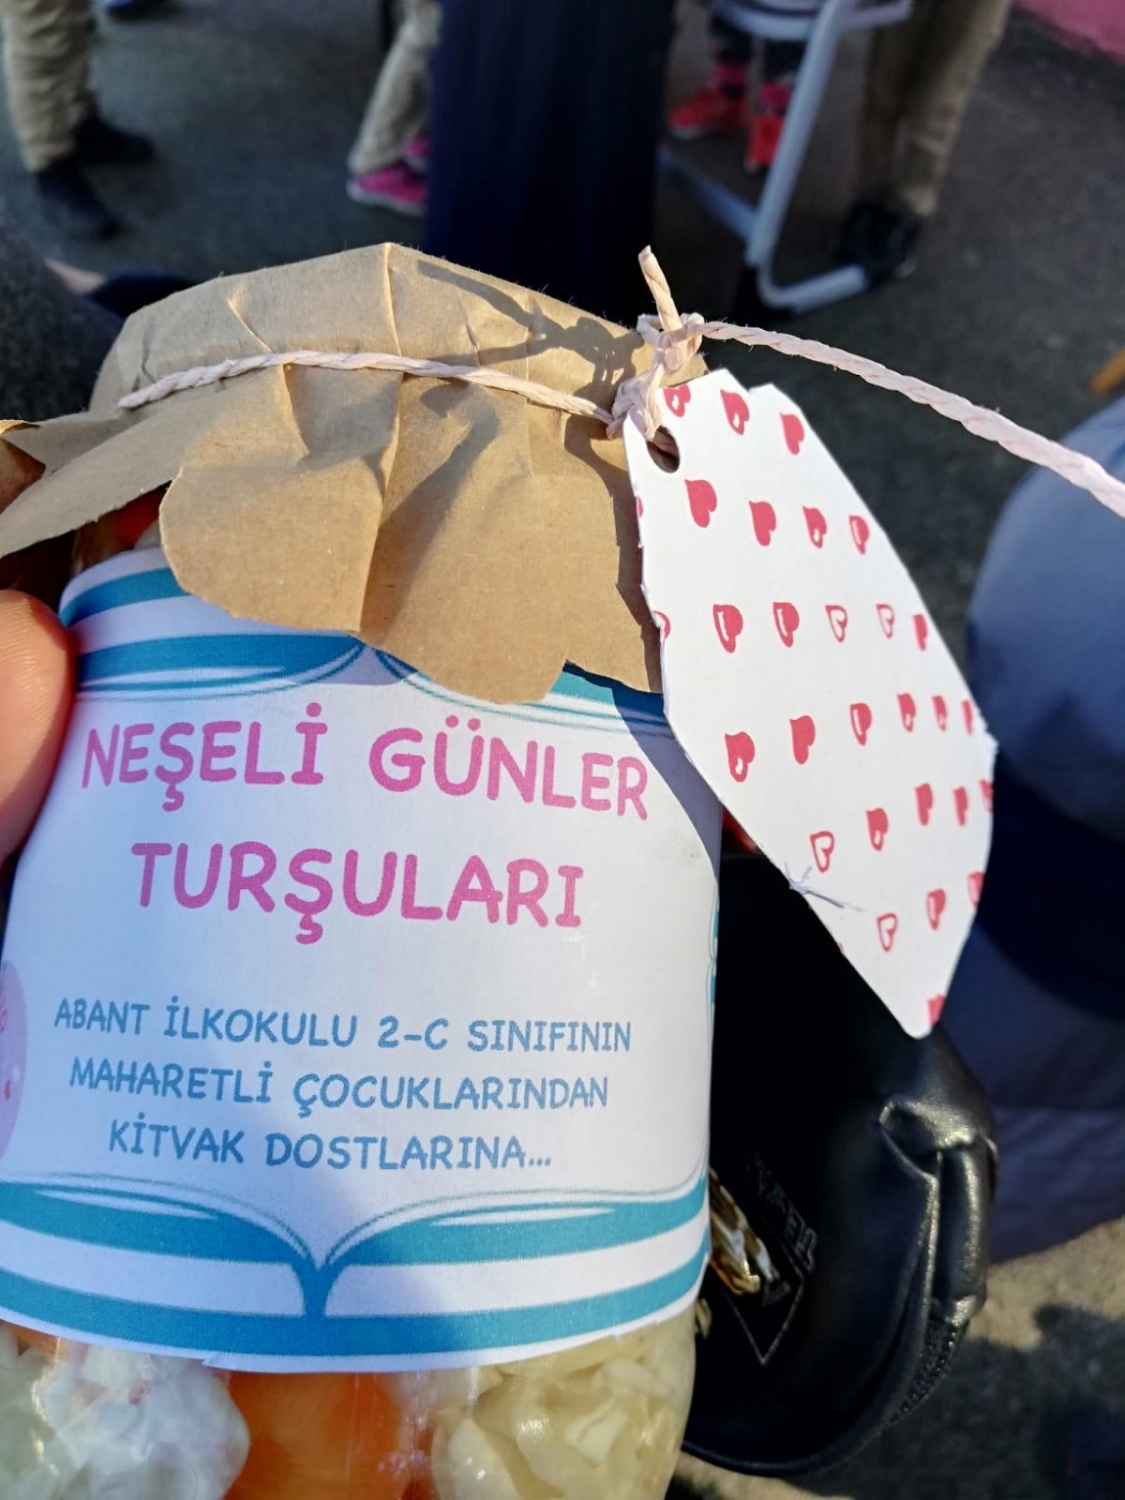 NEŞELİ GÜNLER
TURŞULARI
ABANT İLKOKULU 2-C SINIFININ
MAHARETLİ ÇOCUKLARINDAN
KİTVAK DOSTLARINA...